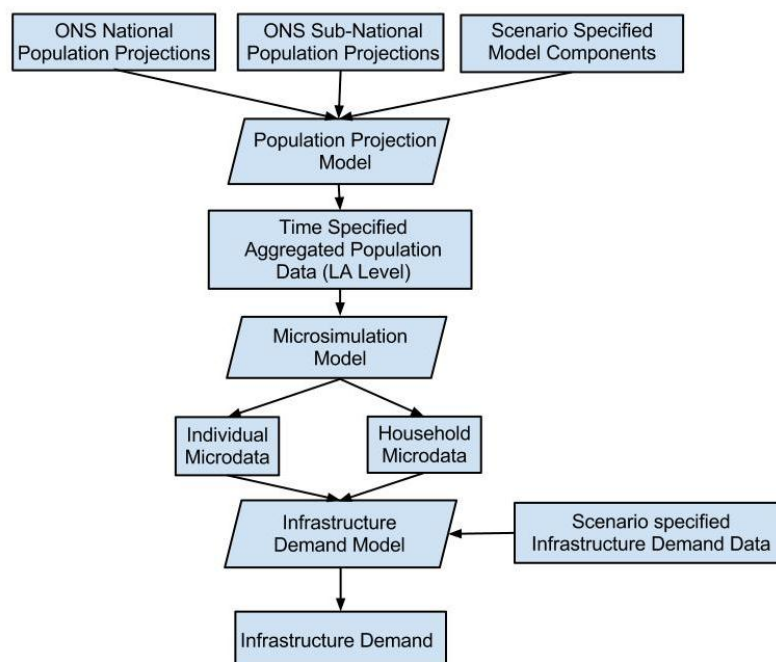 ONS National
Population Projections
ONS Sub-National
Population Projections
Scenario Specified
Model Components
Population Projection
Model
Time Specified
Aggregated Population
Data (LA Level)
Microsimulation
Model
Individual
Microdata
Household
Microdata
Infrastructure
Demand Model
Scenario specified
Infrastructure Demand Data
Infrastructure Demand